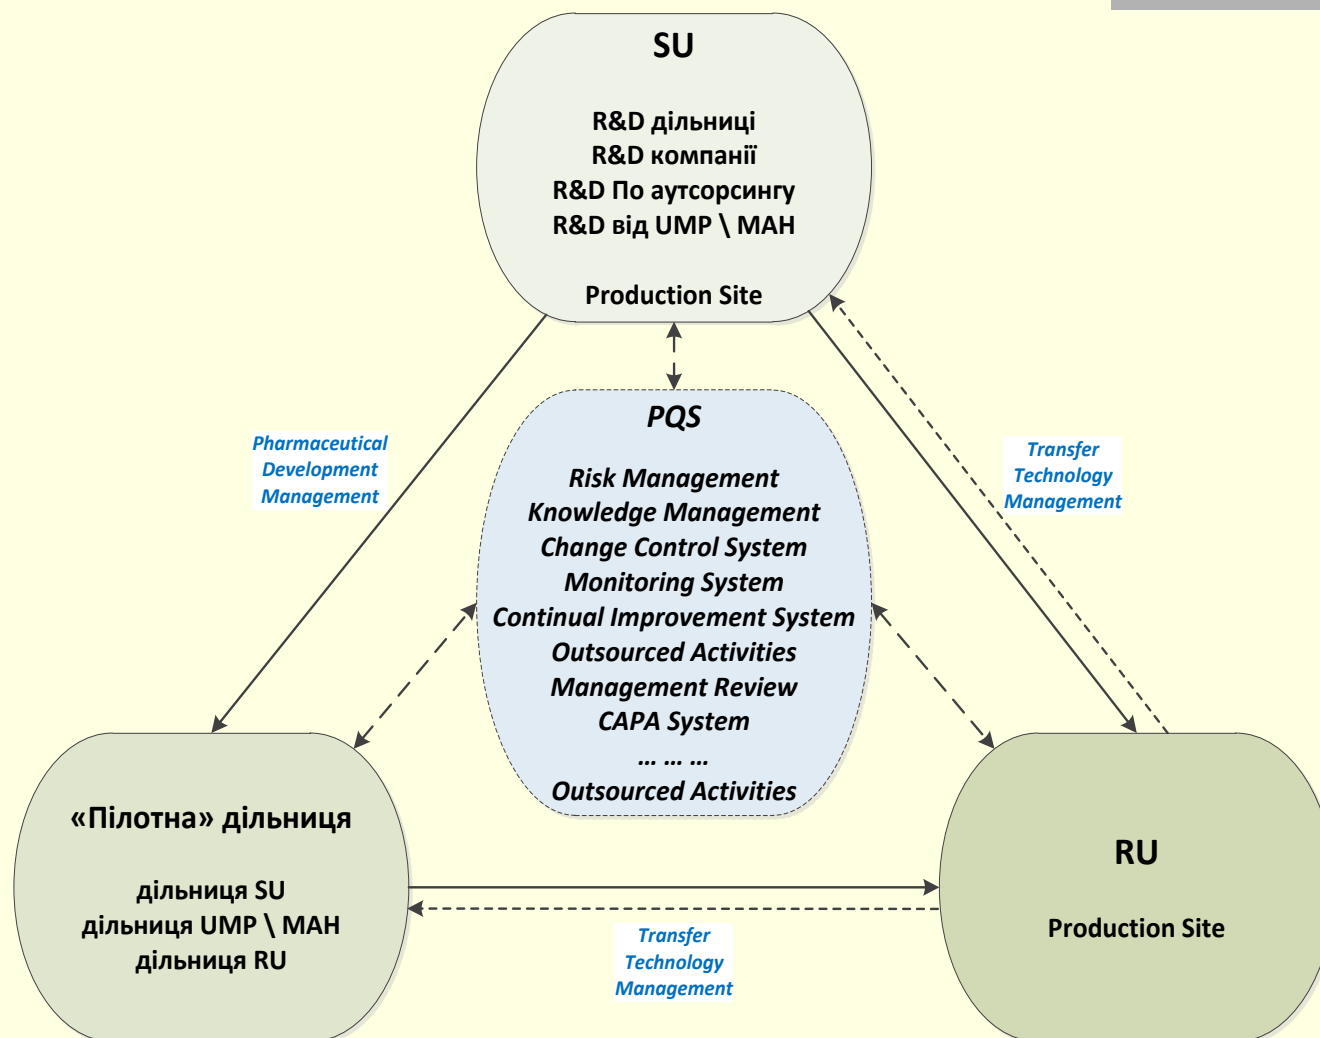 SU
R&D дільниці
R&D компанії
R&D По аутсорсингу
R&D від UMP \ MAH
Production Site
Pharmaceutical
Development
Management
PQS
Risk Management
Knowledge Management
Change Control System
Monitoring System
Continual Improvement System
Outsourced Activities
Management Review
CAPA System
... ... ...
Outsourced Activities
Transfer
Technology
Management
«Пілотна» дільниця
дільниця SU
дільниця UMP \ MAH
дільниця RU
Transfer
Technology
Management
RU
Production Site